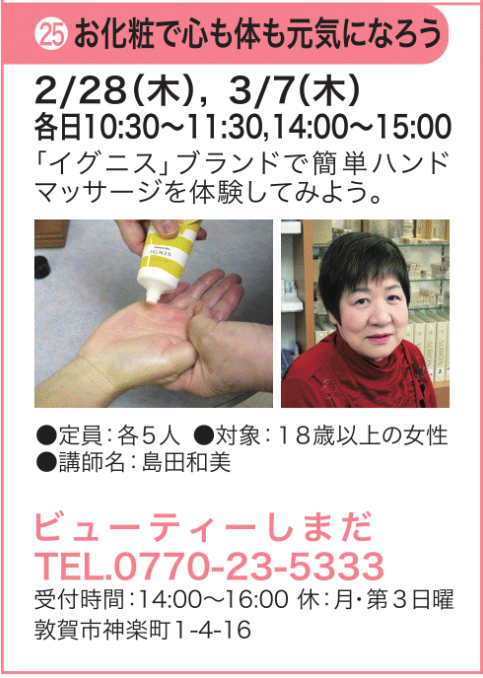 ㉕ お化粧で心も体も元気になろう
2/28(木), 3/7(木)
各日10:30〜11:30,14:00〜15:00
「イグニス」ブランドで簡単ハンド
マッサージを体験してみよう。
IGNIS
●定員：各5人 ●対象：18歳以上の女性
●講師名：島田和美
ビューティーしまだ
TEL.0770-23-5333
受付時間：14:00〜16:00 休：月・第3日曜
敦賀市神楽町1-4-16